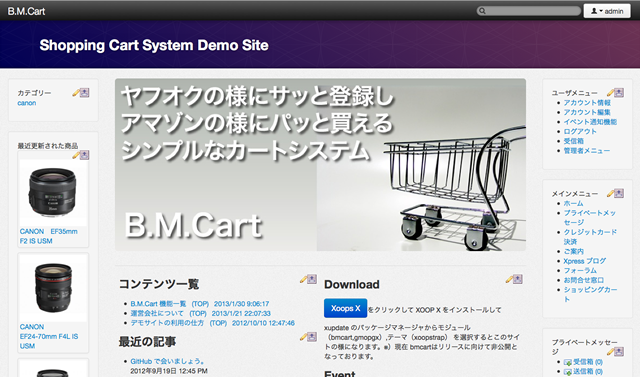 B.M.Cart
admin
Shopping Cart System Demo Site
カテゴリー
canon
最近更新された商品
CANON EF35mm
F2 IS USM
CANON
EF24-70mm F4L IS
USM
ヤフオクの様にサッと登録し
アマゾンの様にパッと買える
シンプルなカートシステム
B.M.Cart
コンテンツ一覧
B.M.Cart 機能一覧 (TOP) 2013/1/30 9:06:17
運営会社について (TOP) 2013/1/21 22:07:33
デモサイトの利用の仕方 (TOP) 2012/10/10 12:47:46
最近の記事
GitHub で会いましょう。
2012年9月19日 12:45 PM
Download
Xoops X をクリックして XOOP X をインストールして
xupdate のパッケージマネージャからモジュール
(bmcart,gmopgx) ,テーマ（xoopstrap） を選択するとこのサイ
トの様になります。※）現在 bmcartはリリースに向けて非公開と
なっております。
Event
ユーザメニュー
アカウント情報
アカウント編集
イベント通知機能
ログアウト
受信箱
管理者メニュー
メインメニュー
ホーム
プライベートメッ
セージ
クレジットカード
決済
ご案内
Xpress ブログ
フォーラム
お問合せ窓口
ショッピングカー
ト
プライベートメッセー
ジ
受信箱 (0)
送信箱 (0)